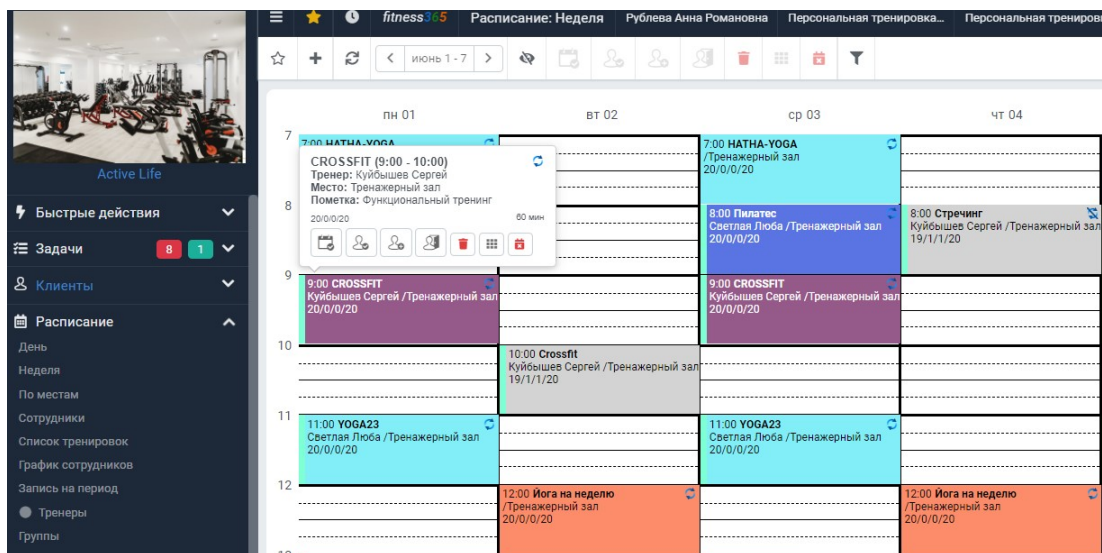 fitness365
Расписание: Неделя
Рублева Анна Романовна
Персональная тренировка...
Персональная трениров
июнь 1 - 7
Active Life
Быстрые действия
Задачи
8
1
Клиенты
Расписание
День
Неделя
По местам
Сотрудники
Список тренировок
График сотрудников
Запись на период
Тренеры
Группы
пн 01
вт 02
ср 03
чт 04
7
8
9
10
11
12
7:00 HATHA-YOGA
CROSSFIT (9:00 - 10:00)
Тренер: Куйбышев Сергей
Место: Тренажерный зал
Пометка: Функциональный тренинг
20/0/0/20
60 мин
9:00 CROSSFIT
Куйбышев Сергей /Тренажерный зал
20/0/0/20
11:00 YOGA23
Светлая Люба /Тренажерный зал
20/0/0/20
10:00 Crossfit
Куйбышев Сергей /Тренажерный зал
19/1/1/20
12:00 Йога на неделю
/Тренажерный зал
20/0/0/20
7:00 HATHA-YOGA
/Тренажерный зал
20/0/0/20
8:00 Пилатес
Светлая Люба /Тренажерный зал
20/0/0/20
9:00 CROSSFIT
Куйбышев Сергей /Тренажерный зал
20/0/0/20
11:00 YOGA23
Светлая Люба /Тренажерный зал
20/0/0/20
8:00 Стречинг
Куйбышев Сергей /Тренажерный зал
19/1/1/20
12:00 Йога на неделю
/Тренажерный зал
20/0/0/20